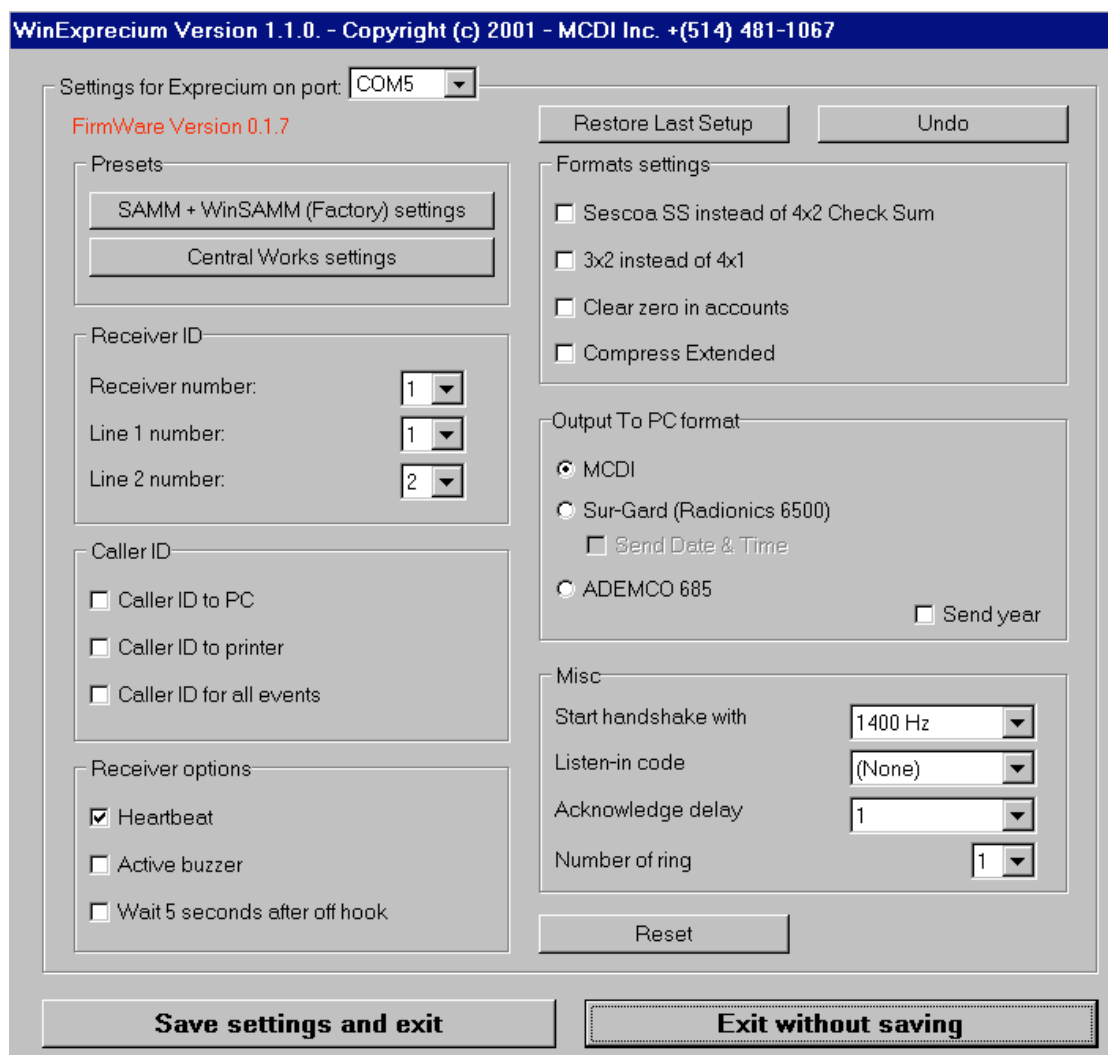 WinExprecium Version 1.1.0. - Copyright (c) 2001 - MCDI Inc. +(514) 481-1067
Settings for Exprecium on port: COM5
FirmWare Version 0.1.7
Restore Last Setup
Undo
Presets
SAMM + WinSAMM (Factory) settings
Central Works settings
Receiver ID
Receiver number: 1
Line 1 number: 1
Line 2 number: 2
Caller ID
Caller ID to PC
Caller ID to printer
Caller ID for all events
Receiver options
Heartbeat
Active buzzer
Wait 5 seconds after off hook
Formats settings
Sescoa SS instead of 4x2 Check Sum
3x2 instead of 4x1
Clear zero in accounts
Compress Extended
Output To PC format
MCDI
Sur-Gard (Radionics 6500)
Send Date & Time
ADEMCO 685
Send year
Misc
Start handshake with 1400 Hz
Listen-in code (None)
Acknowledge delay 1
Number of ring 1
Reset
Save settings and exit
Exit without saving